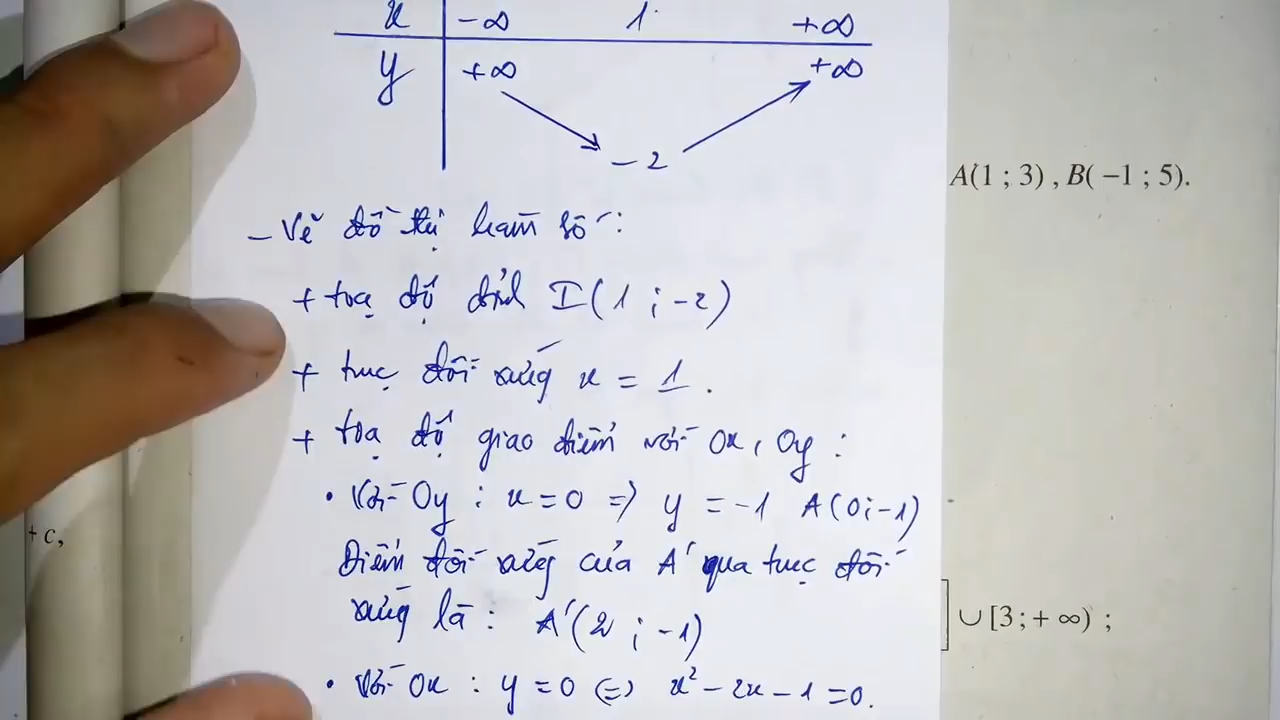 x -∞ 1 +∞
y +∞ -2 +∞
A(1 ; 3) , B( −1 ; 5).
- Vẽ đồ thị hàm số :
+ toạ độ đỉnh I(1 ; -2)
+ trục đối xứng x = 1.
+ toạ độ giao điểm với Ox, Oy :
• Với Oy : x = 0 => y = -1 A(0;-1)
+ c,
Điểm đối xứng của A qua trục đối
xứng là : A'(2 ; -1)
] ∪ [3 ; + ∞) ;
• Với Ox : y = 0 (=) x² - 2x - 1 = 0.